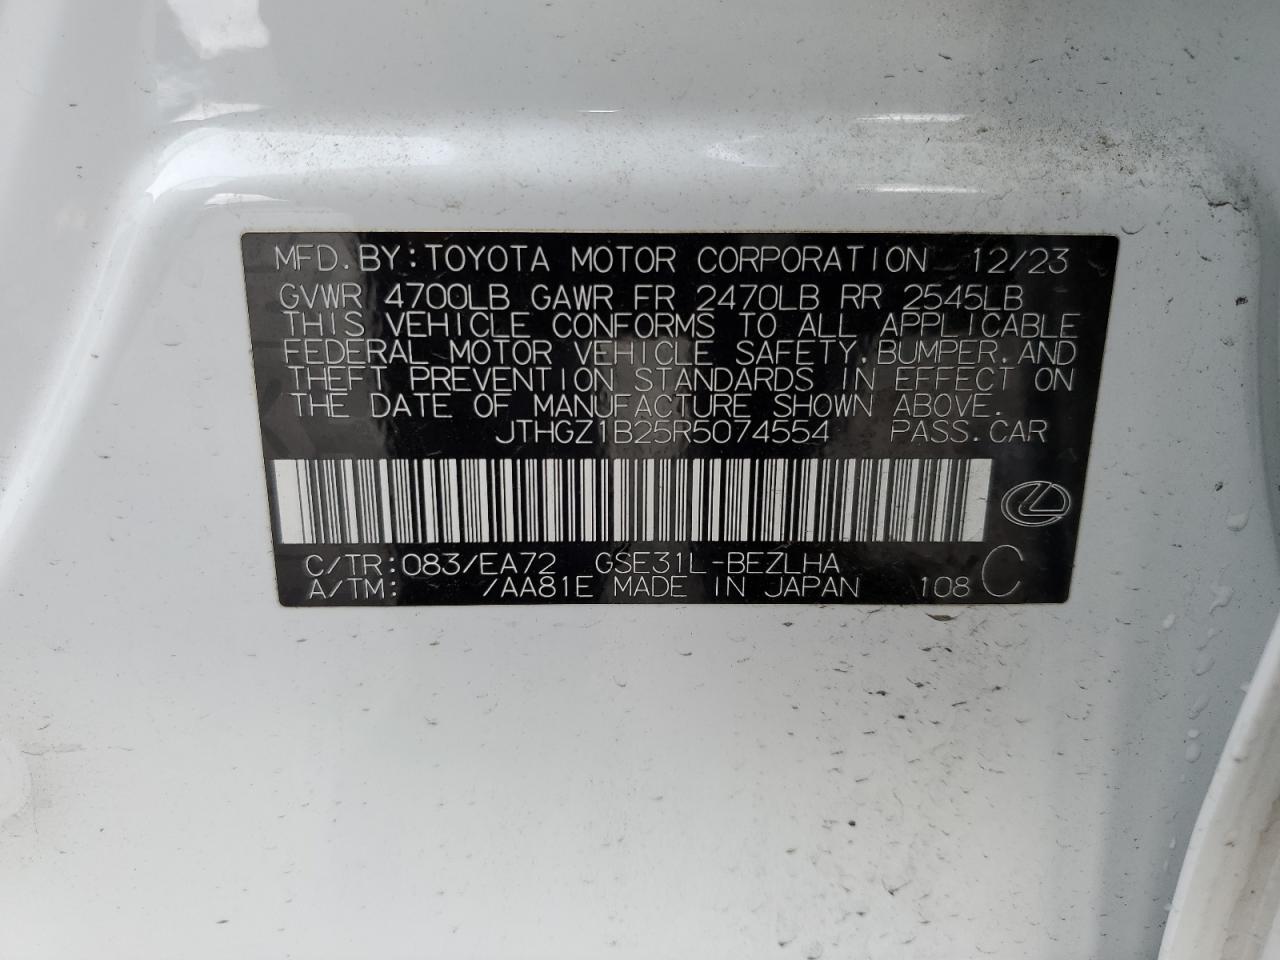 MFD. BY: TOYOTA MOTOR CORPORATION 12/23
GVWR 4700LB GAWR FR 2470LB RR 2545LB
THIS VEHICLE CONFORMS TO ALL APPLICABLE
FEDERAL MOTOR VEHICLE SAFETY, BUMPER, AND
THEFT PREVENTION STANDARDS IN EFFECT ON
THE DATE OF MANUFACTURE SHOWN ABOVE.
JTHGZ1B25R5074554 PASS. CAR
C/TR: 083/EA72 GSE31L-BEZLHA
A/TM: /AA81E MADE IN JAPAN 108 C